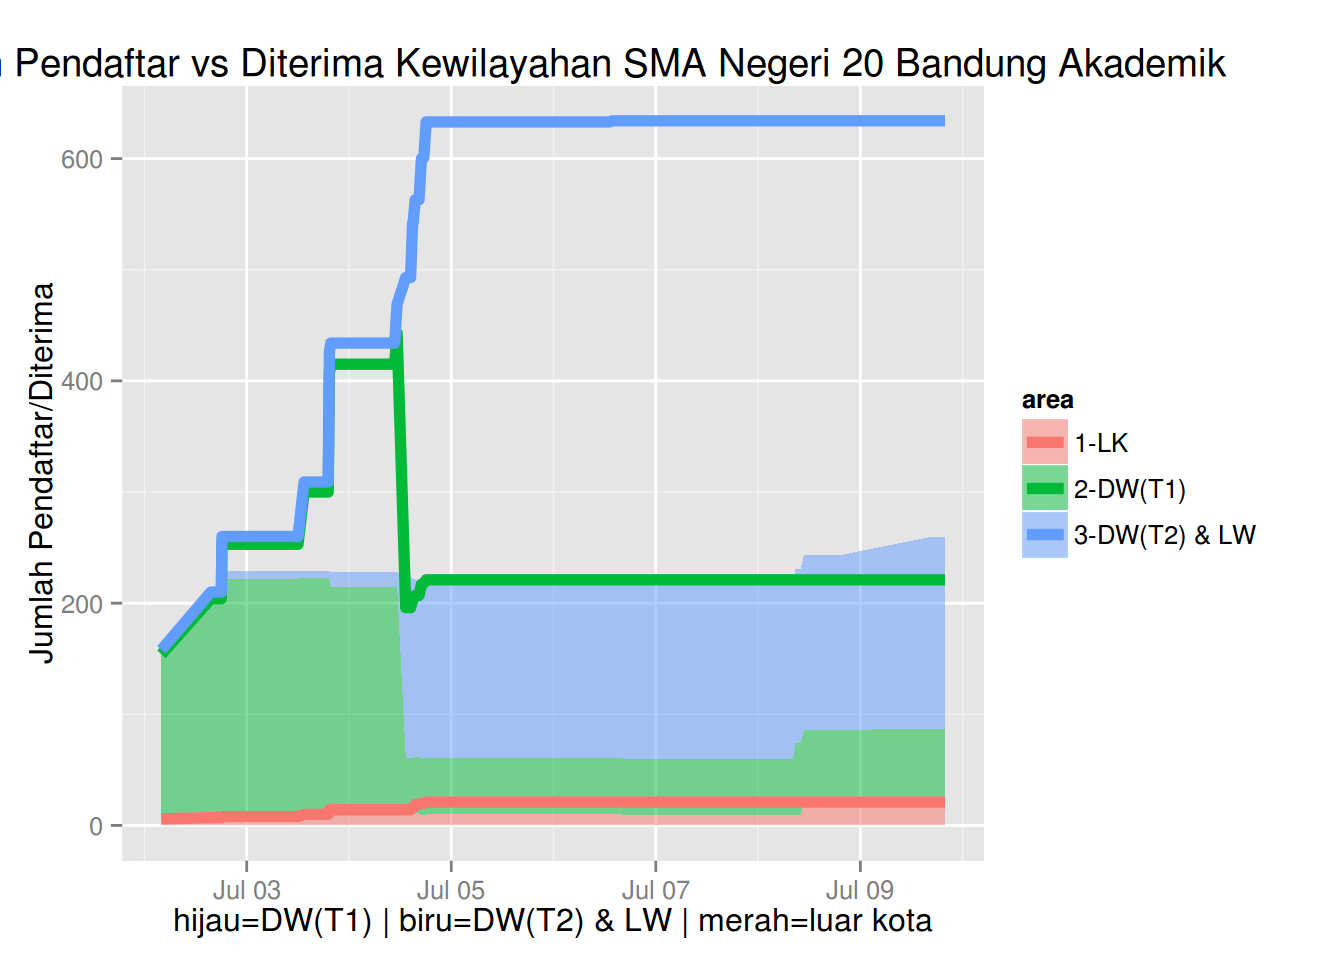 Pendaftar vs Diterima Kewilayahan SMA Negeri 20 Bandung Akademik
Jumlah Pendaftar/Diterima
600
400
200
0
Jul 03
Jul 05
Jul 07
Jul 09
hijau=DW(T1) | biru=DW(T2) & LW | merah=luar kota
area
1-LK
2-DW(T1)
3-DW(T2) & LW